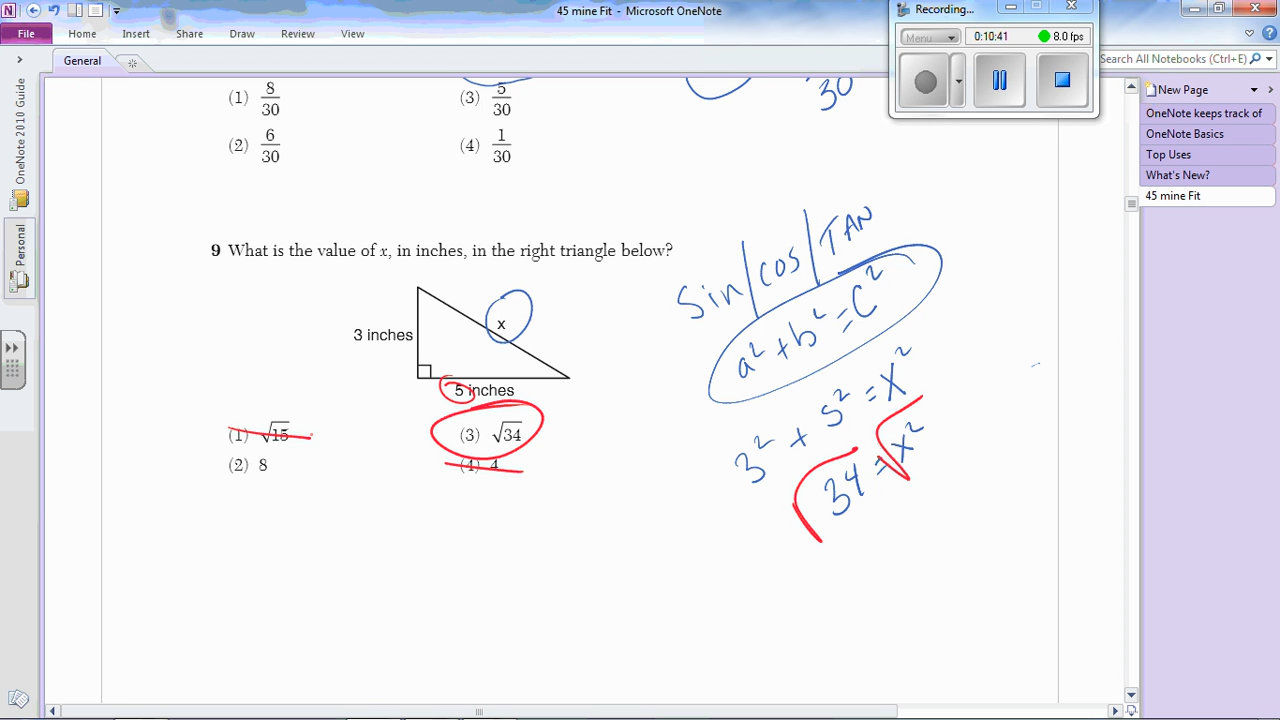 45 mine Fit - Microsoft OneNote
Recording...
File Home Insert Share Draw Review View
Menu 0:10:41 8.0 fps
General
Search All Notebooks (Ctrl+E)
New Page
OneNote keeps track of
OneNote Basics
Top Uses
What's New?
45 mine Fit
OneNote 2010 Guide
Personal
(1) 8/30 (3) 5/30
30
(2) 6/30 (4) 1/30
9 What is the value of x, in inches, in the right triangle below?
Sin/cos/TAN
a² + b² = C²
3 inches
x
5 inches
3² + 5² = X²
34 = x²
(1) √15 (3) √34
(2) 8 (4) 4